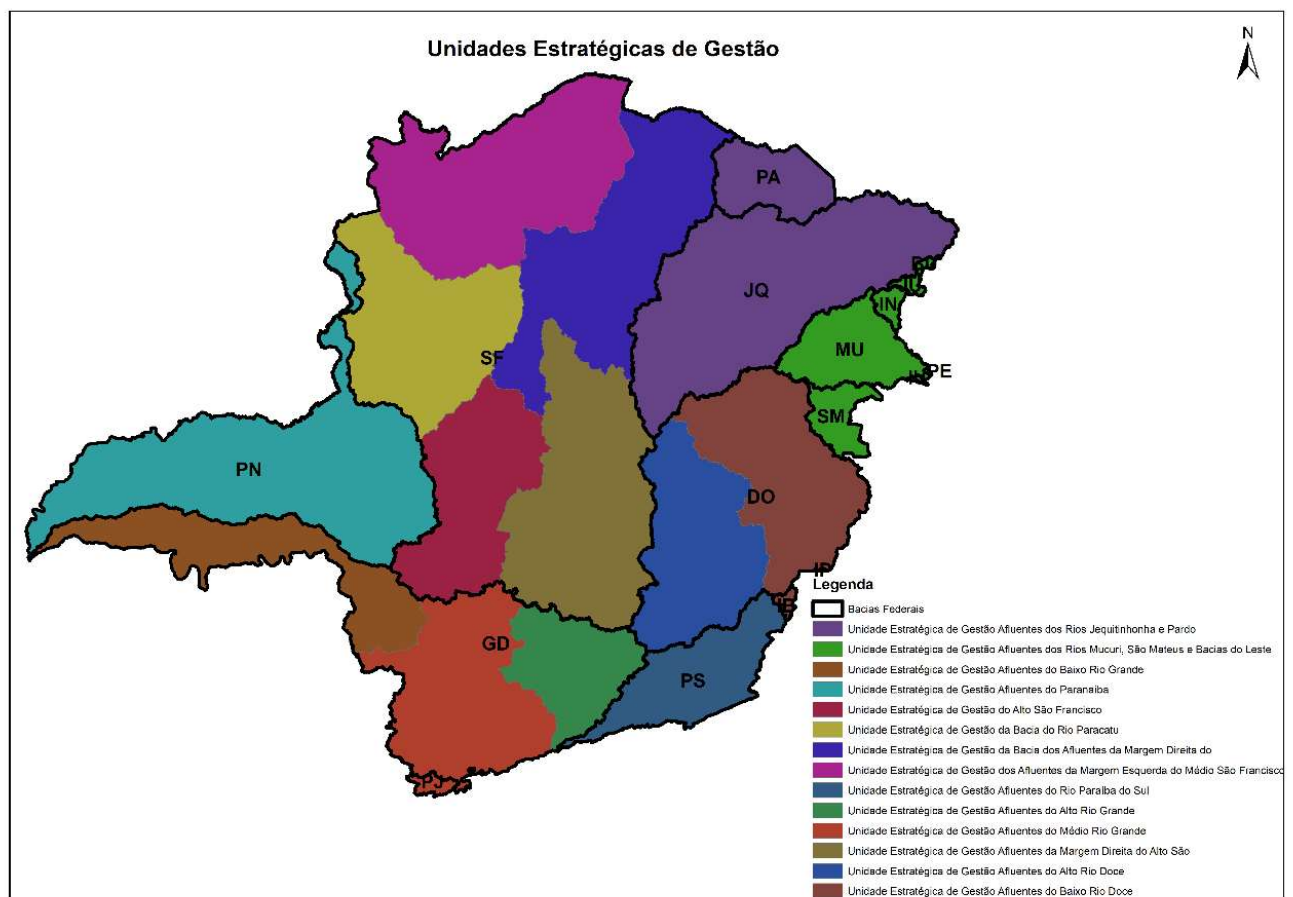 Unidades Estratégicas de Gestão
N
PA
JQ
IN
MU
PE
SF
SM
PN
DO
GD
PS
PJ
Legenda
Bacias Federais
Unidade Estratégica de Gestão Afluentes dos Rios Jequitinhonha e Pardo
Unidade Estratégica de Gestão Afluentes dos Rios Mucuri, São Mateus e Bacias do Leste
Unidade Estratégica de Gestão Afluentes do Baixo Rio Grande
Unidade Estratégica de Gestão Afluentes do Paranaíba
Unidade Estratégica de Gestão do Alto São Francisco
Unidade Estratégica de Gestão da Bacia do Rio Paracatu
Unidade Estratégica de Gestão da Bacia dos Afluentes da Margem Direita do
Unidade Estratégica de Gestão dos Afluentes da Margem Esquerda do Médio São Francisco
Unidade Estratégica de Gestão Afluentes do Rio Paraíba do Sul
Unidade Estratégica de Gestão Afluentes do Alto Rio Grande
Unidade Estratégica de Gestão Afluentes do Médio Rio Grande
Unidade Estratégica de Gestão Afluentes da Margem Direita do Alto São
Unidade Estratégica de Gestão Afluentes do Alto Rio Doce
Unidade Estratégica de Gestão Afluentes do Baixo Rio Doce